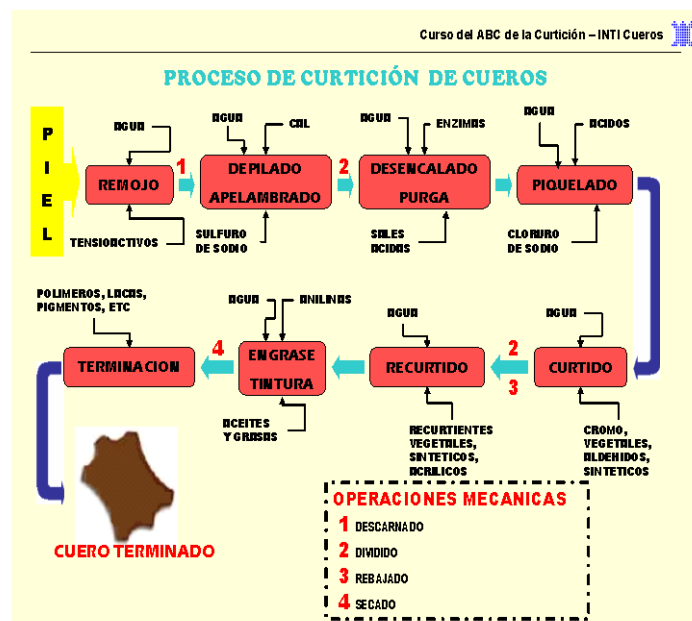 Curso del ABC de la Curtición – INTI Cueros
PROCESO DE CURTICIÓN DE CUEROS
PIEL
AGUA
REMOJO
TENSIOACTIVOS
1
AGUA
CAL
DEPILADO
APELAMBRADO
SULFURO
DE SODIO
2
AGUA
ENZIMAS
DESENCALADO
PURGA
SALES
ACIDAS
AGUA
ACIDOS
PIQUELADO
CLORURO
DE SODIO
AGUA
CURTIDO
CROMO,
VEGETALES,
ALDEHIDOS,
SINTETICOS
2
3
AGUA
RECURTIDO
RECURTIENTES
VEGETALES,
SINTETICOS,
ACRILICOS
AGUA
ANILINAS
ENGRASE
TINTURA
ACEITES
Y GRASAS
4
POLIMEROS, LACAS,
PIGMENTOS, ETC
TERMINACION
CUERO TERMINADO
OPERACIONES MECANICAS
1 DESCARNADO
2 DIVIDIDO
3 REBAJADO
4 SECADO